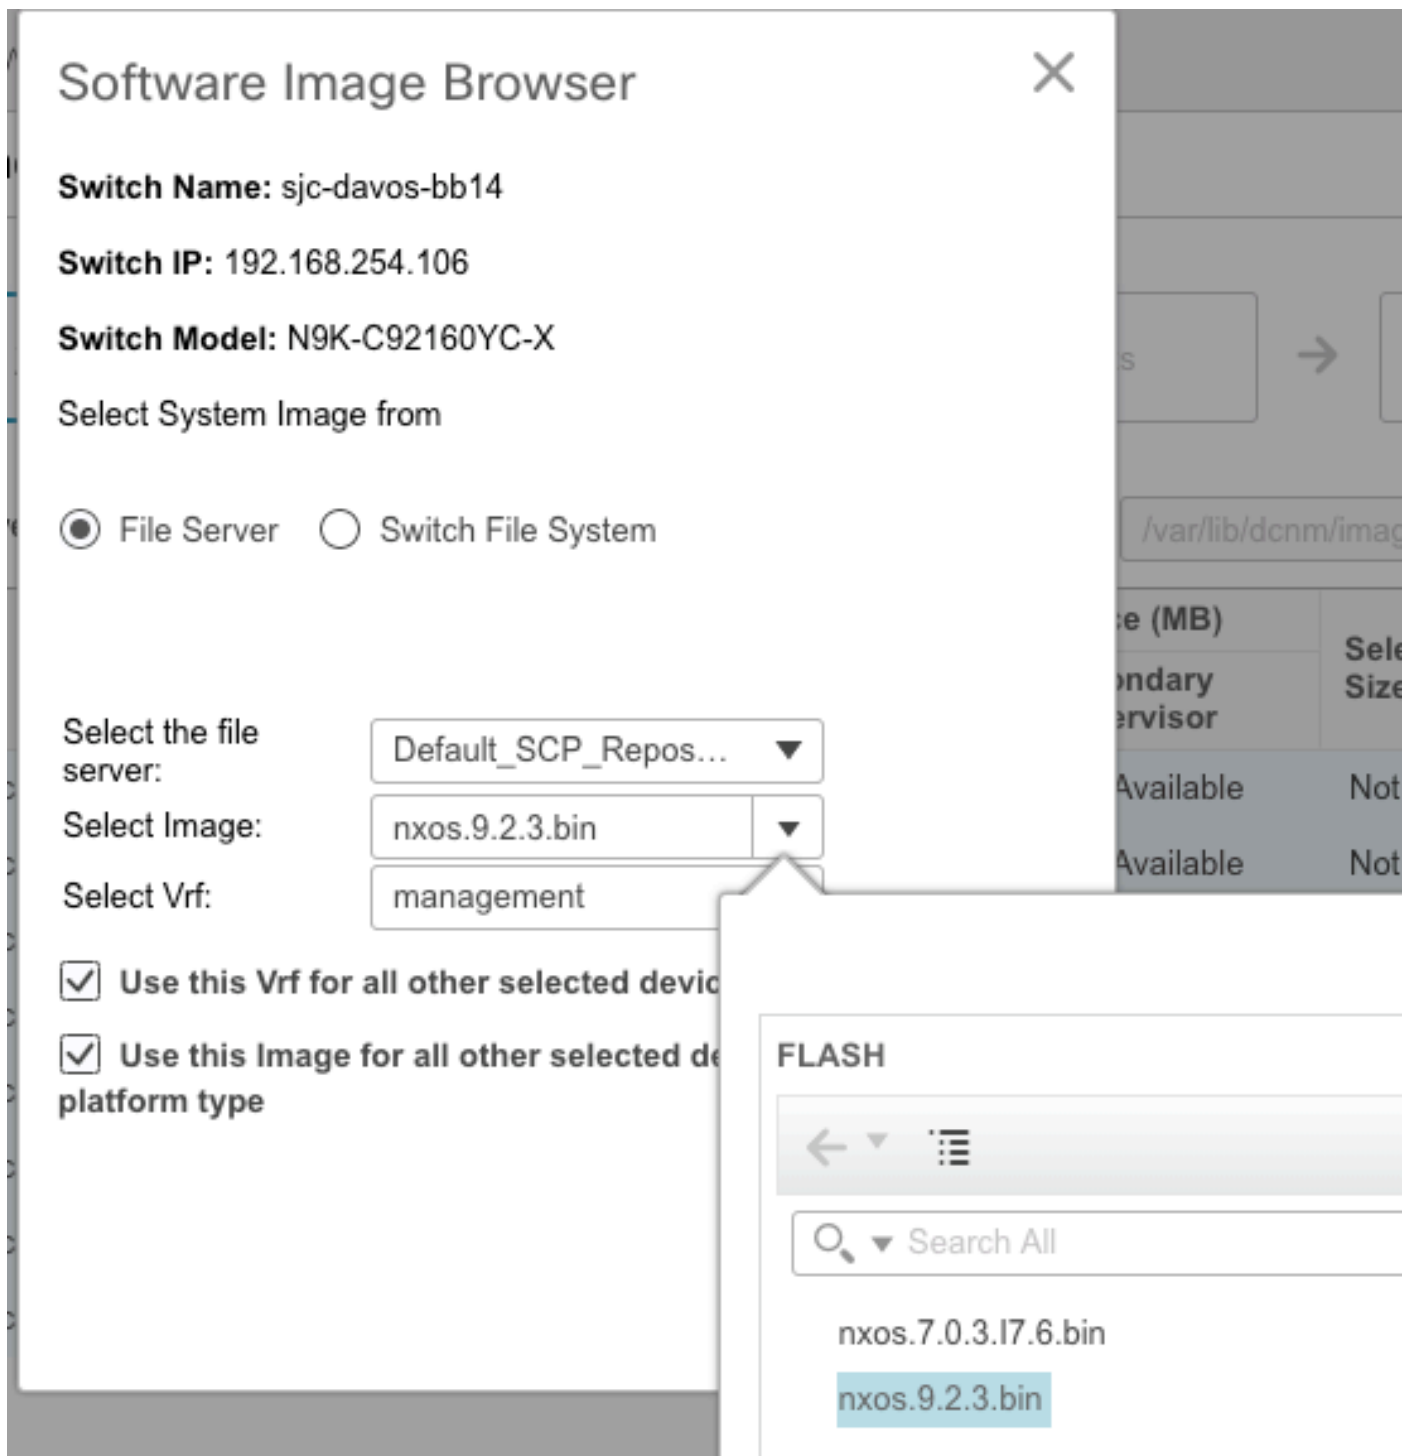 Software Image Browser
Switch Name: sjc-davos-bb14
Switch IP: 192.168.254.106
Switch Model: N9K-C92160YC-X
Select System Image from
File Server
Switch File System
/var/lib/dcnm/imag
(MB)
Available
Not
Available
Not
Select the file
server:
Default_SCP_Repos...
Select Image:
nxos.9.2.3.bin
Select Vrf:
management
Use this Vrf for all other selected devic
Use this Image for all other selected de
platform type
FLASH
Search All
nxos.7.0.3.I7.6.bin
nxos.9.2.3.bin